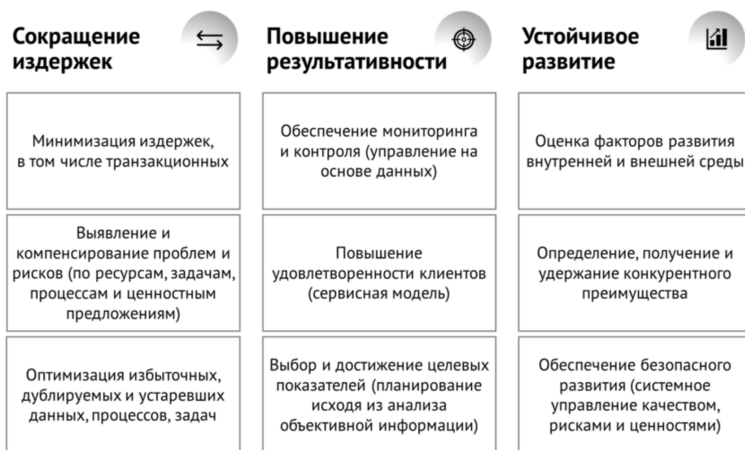 Сокращение
издержек
Повышение
результативности
Устойчивое
развитие
Минимизация издержек,
в том числе транзакционных
Обеспечение мониторинга
и контроля (управление на
основе данных)
Оценка факторов развития
внутренней и внешней среды
Выявление и
компенсирование проблем и
рисков (по ресурсам, задачам,
процессам и ценностным
предложениям)
Повышение
удовлетворенности клиентов
(сервисная модель)
Определение, получение и
удержание конкурентного
преимущества
Оптимизация избыточных,
дублируемых и устаревших
данных, процессов, задач
Выбор и достижение целевых
показателей (планирование
исходя из анализа
объективной информации)
Обеспечение безопасного
развития (системное
управление качеством,
рисками и ценностями)